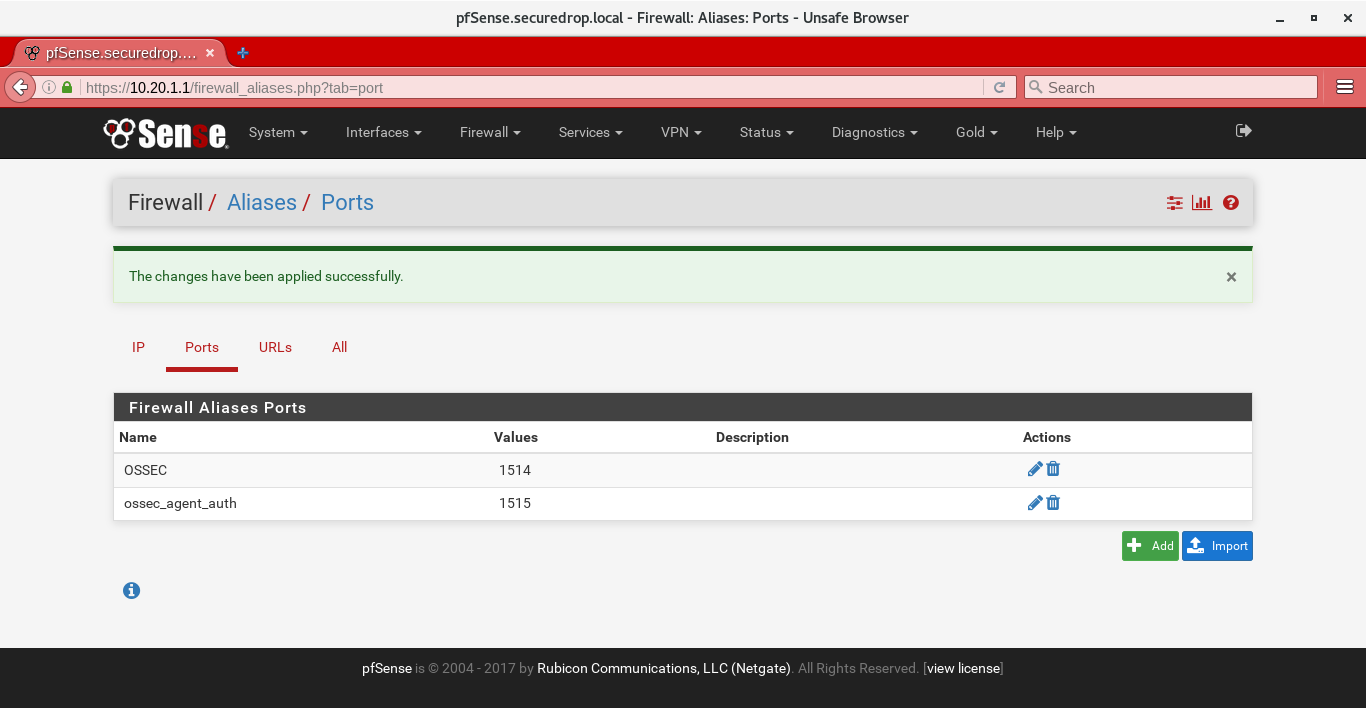 pfSense.securedrop.local - Firewall: Aliases: Ports - Unsafe Browser
pfSense.securedrop....
https://10.20.1.1/firewall_aliases.php?tab=port
Search
Sense
System
Interfaces
Firewall
Services
VPN
Status
Diagnostics
Gold
Help
Firewall / Aliases / Ports
The changes have been applied successfully.
IP
Ports
URLs
All
Firewall Aliases Ports
Name Values Description Actions
OSSEC 1514
ossec_agent_auth 1515
Add
Import
pfSense is © 2004 - 2017 by Rubicon Communications, LLC (Netgate). All Rights Reserved. [view license]